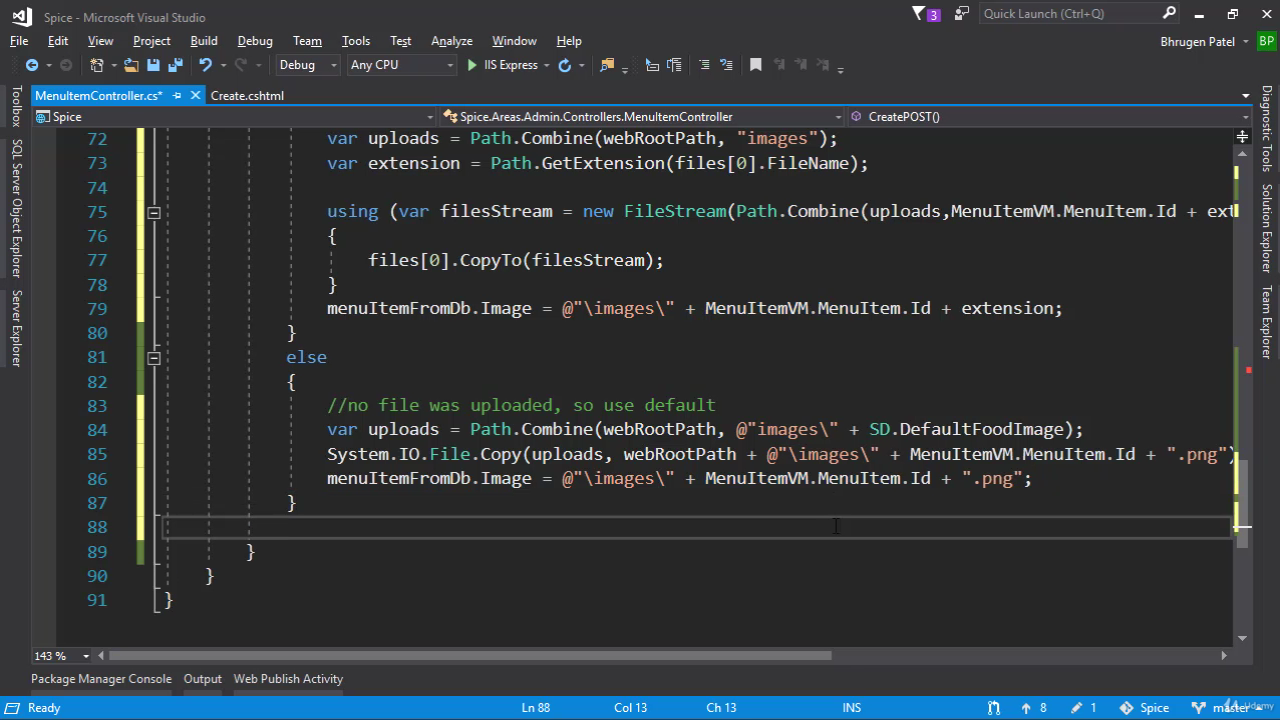 Spice - Microsoft Visual Studio
3
Quick Launch (Ctrl+Q)
File Edit View Project Build Debug Team Tools Test Analyze Window Help
Bhrugen Patel BP
Debug Any CPU IIS Express
MenuItemController.cs* Create.cshtml
Spice Spice.Areas.Admin.Controllers.MenuItemController CreatePOST()
72 var uploads = Path.Combine(webRootPath, "images");
73 var extension = Path.GetExtension(files[0].FileName);
74
75 using (var filesStream = new FileStream(Path.Combine(uploads,MenuItemVM.MenuItem.Id + ext
76 {
77 files[0].CopyTo(filesStream);
78 }
79 menuItemFromDb.Image = @"\images\" + MenuItemVM.MenuItem.Id + extension;
80 }
81 else
82 {
83 //no file was uploaded, so use default
84 var uploads = Path.Combine(webRootPath, @"images\" + SD.DefaultFoodImage);
85 System.IO.File.Copy(uploads, webRootPath + @"\images\" + MenuItemVM.MenuItem.Id + ".png")
86 menuItemFromDb.Image = @"\images\" + MenuItemVM.MenuItem.Id + ".png";
87 }
88
89 }
90 }
91 }
Toolbox
SQL Server Object Explorer
Server Explorer
Diagnostic Tools
Solution Explorer
Team Explorer
143 %
Package Manager Console Output Web Publish Activity
Ready Ln 88 Col 13 Ch 13 INS 8 1 Spice master
Udemy